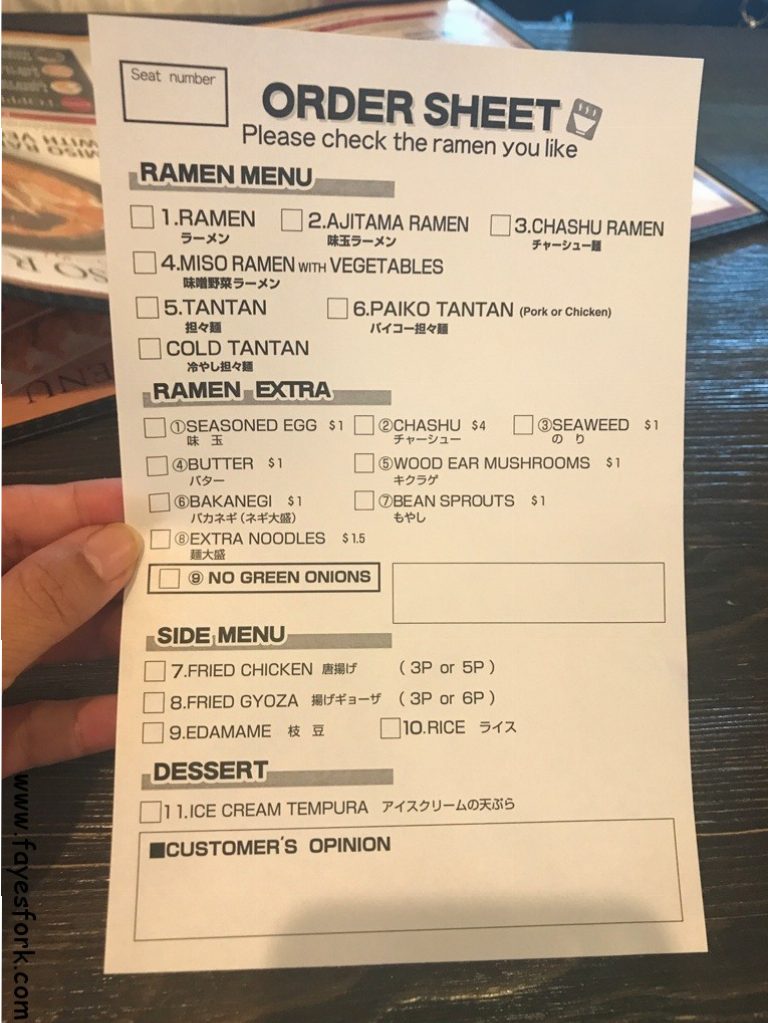 Seat number
ORDER SHEET
Please check the ramen you like
RAMEN MENU
1.RAMEN 2.AJITAMA RAMEN 3.CHASHU RAMEN
ラーメン 味玉ラーメン チャーシュー麺
4.MISO RAMEN WITH VEGETABLES
味噌野菜ラーメン
5.TANTAN 6.PAIKO TANTAN (Pork or Chicken)
担々麺 パイコー担々麺
COLD TANTAN
冷やし担々麺
RAMEN EXTRA
①SEASONED EGG $1 ②CHASHU $4 ③SEAWEED $1
味 玉 チャーシュー の り
④BUTTER $1 ⑤WOOD EAR MUSHROOMS $1
バター キクラゲ
⑥BAKANEGI $1 ⑦BEAN SPROUTS $1
バカネギ(ネギ大盛) もやし
⑧EXTRA NOODLES $1.5
麺大盛
⑨ NO GREEN ONIONS
SIDE MENU
7.FRIED CHICKEN 唐揚げ (3P or 5P)
8.FRIED GYOZA 揚げギョーザ (3P or 6P)
9.EDAMAME 枝 豆 10.RICE ライス
DESSERT
11.ICE CREAM TEMPURA アイスクリームの天ぷら
■CUSTOMER'S OPINION
www.fayesfork.com